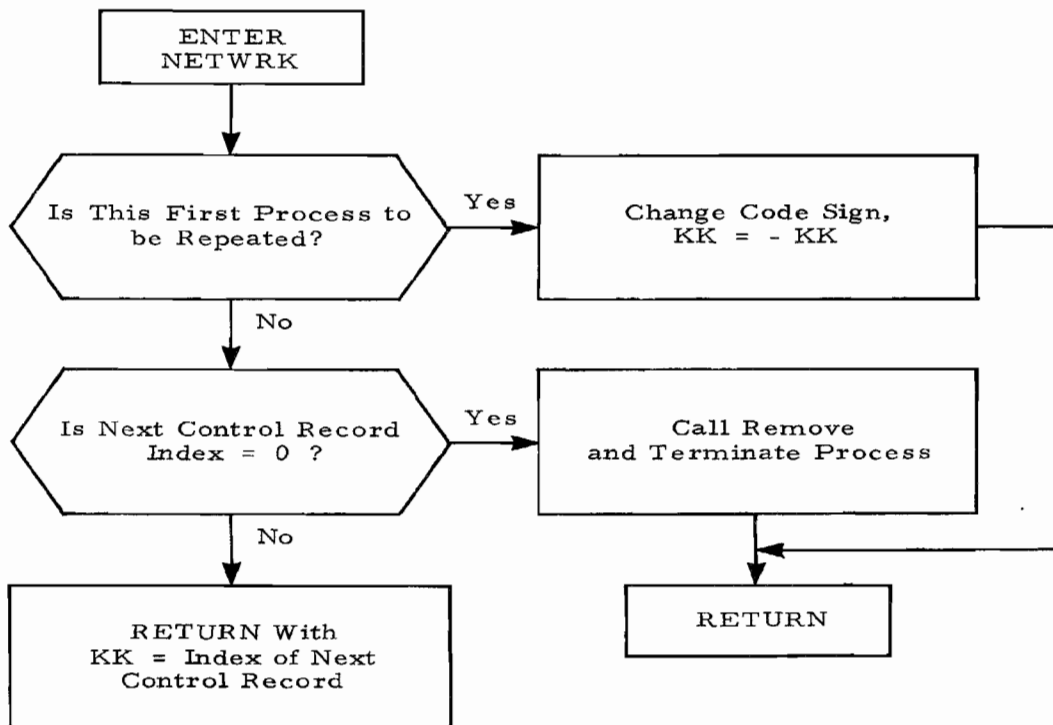 ENTER
NETWRK
Is This First Process to
be Repeated?
Yes
Change Code Sign,
KK = - KK
No
Is Next Control Record
Index = 0 ?
Yes
Call Remove
and Terminate Process
No
RETURN With
KK = Index of Next
Control Record
RETURN